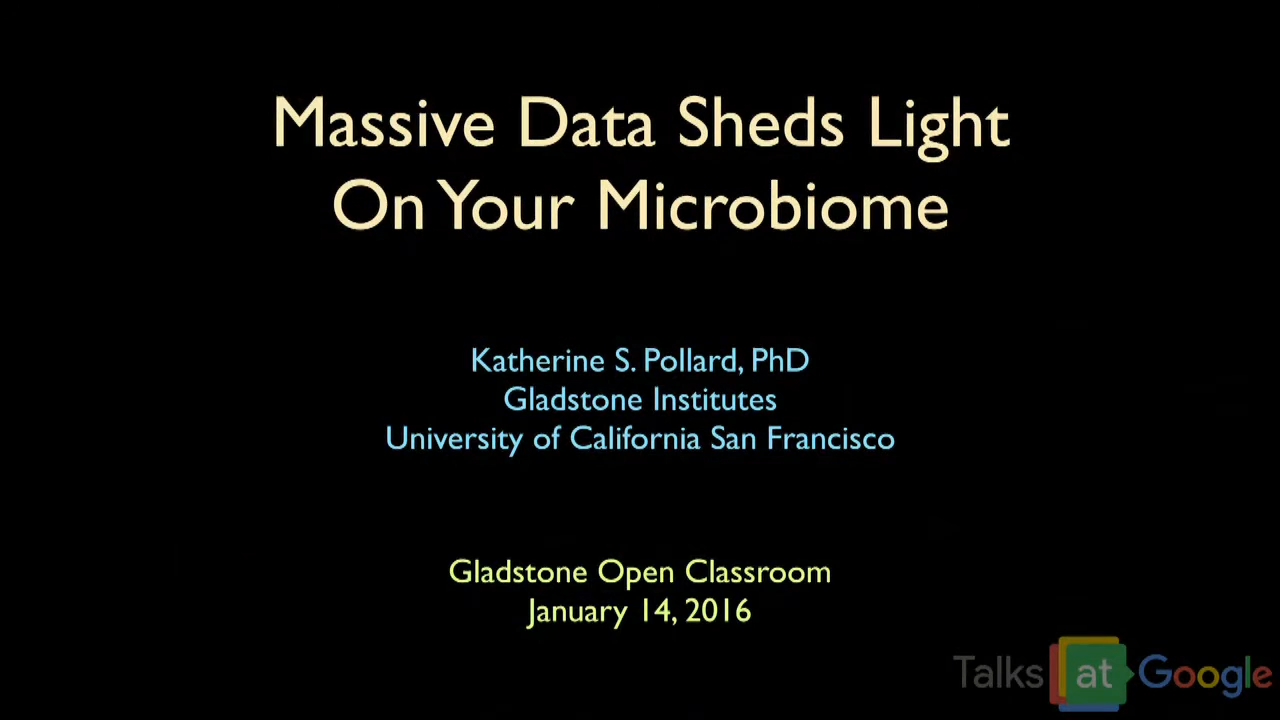 Massive Data Sheds Light
On Your Microbiome
Katherine S. Pollard, PhD
Gladstone Institutes
University of California San Francisco
Gladstone Open Classroom
January 14, 2016
Talks at Google